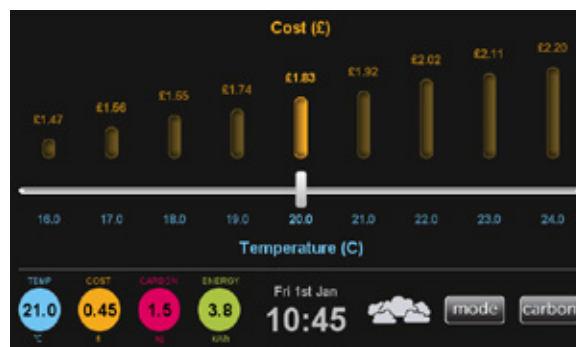 Cost (£)
£1.47 £1.56 £1.65 £1.74 £1.83 £1.92 £2.02 £2.11 £2.20
16.0 17.0 18.0 19.0 20.0 21.0 22.0 23.0 24.0
Temperature (C)
TEMP COST CARBON ENERGY
21.0 0.45 1.5 3.8
°C £ kg kWh
Fri 1st Jan
10:45
mode carbon